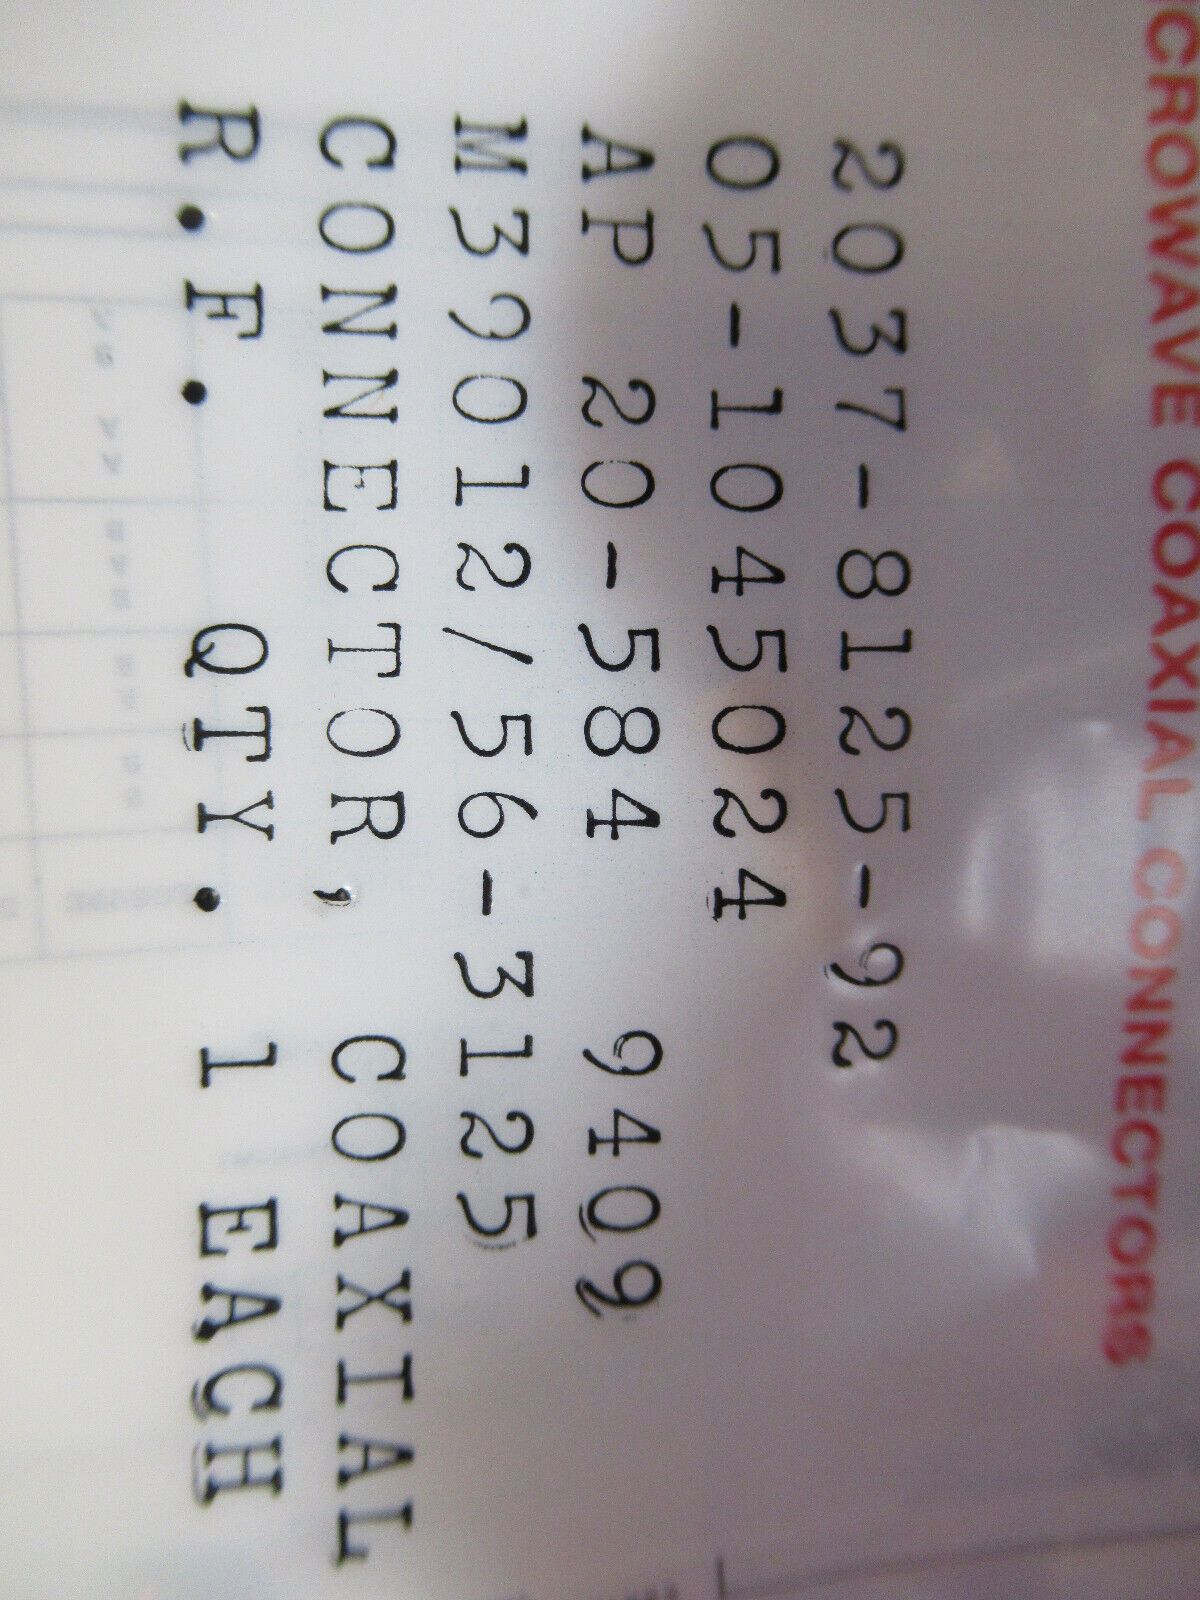 ICROWAVE COAXIAL CONNECTORS
2037-8125-92
05-1045024
AP 20-584 9409
M39012/56-3125
CONNECTOR, COAXIAL
R.F. QTY. 1 EACH